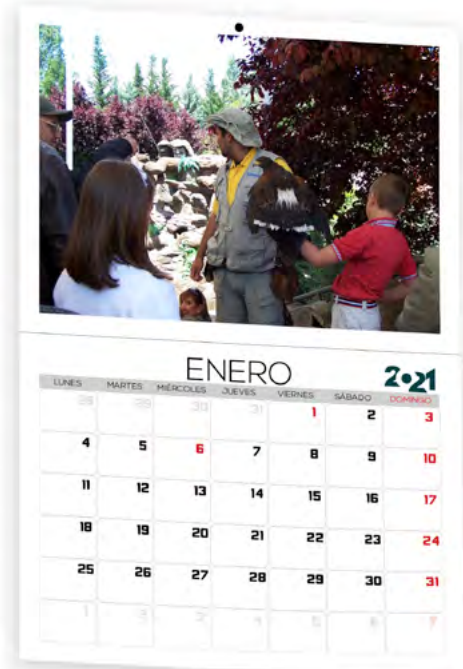 ENERO 2021
LUNES MARTES MIÉRCOLES JUEVES VIERNES SÁBADO DOMINGO
28 29 30 31 1 2 3
4 5 6 7 8 9 10
11 12 13 14 15 16 17
18 19 20 21 22 23 24
25 26 27 28 29 30 31
1 2 3 4 5 6 7